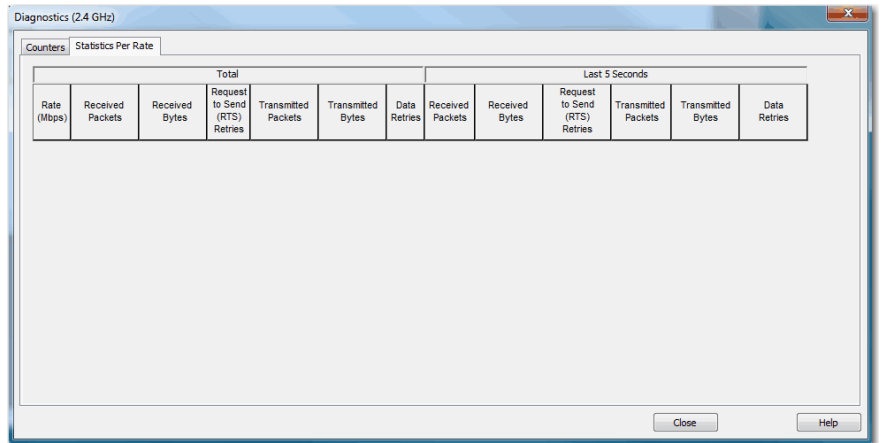 Diagnostics (2.4 GHz)
Counters Statistics Per Rate
Total Last 5 Seconds
Rate (Mbps)
Received Packets
Received Bytes
Request to Send (RTS) Retries
Transmitted Packets
Transmitted Bytes
Data Retries
Received Packets
Received Bytes
Request to Send (RTS) Retries
Transmitted Packets
Transmitted Bytes
Data Retries
Close Help